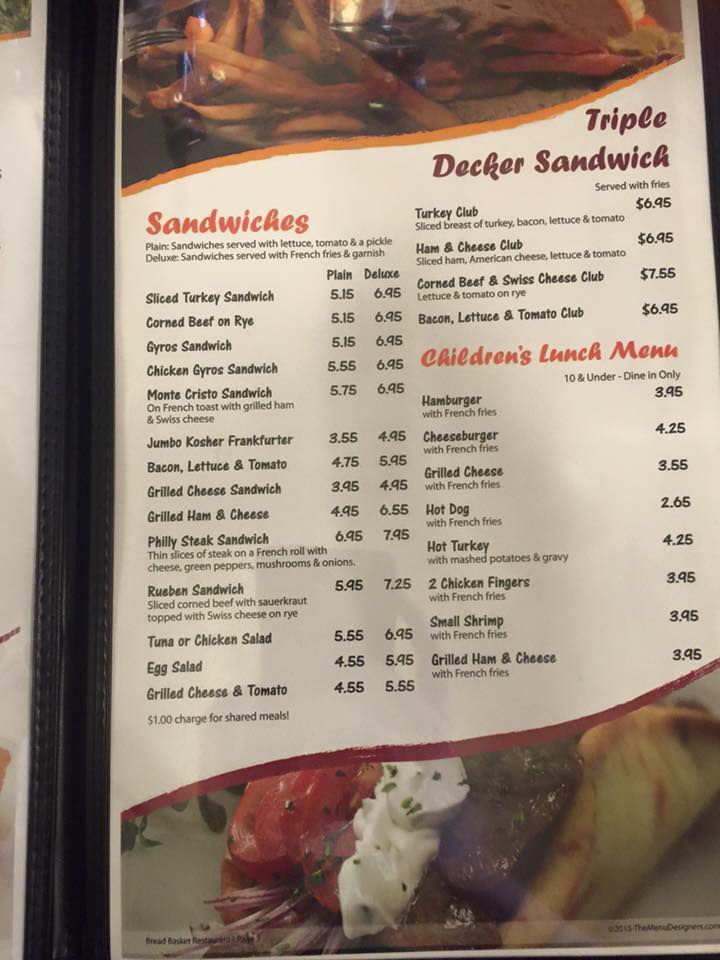 Sandwiches
Plain: Sandwiches served with lettuce, tomato & a pickle
Deluxe: Sandwiches served with French fries & garnish
Plain Deluxe
Sliced Turkey Sandwich 5.15 6.95
Corned Beef on Rye 5.15 6.95
Gyros Sandwich 5.15 6.95
Chicken Gyros Sandwich 5.55 6.95
Monte Cristo Sandwich 5.75 6.95
On French toast with grilled ham
& Swiss cheese
Jumbo Kosher Frankfurter 3.55 4.95
Bacon, Lettuce & Tomato 4.75 5.95
Grilled Cheese Sandwich 3.95 4.95
Grilled Ham & Cheese 4.95 6.55
Philly Steak Sandwich 6.95 7.95
Thin slices of steak on a French roll with
cheese, green peppers, mushrooms & onions.
Rueben Sandwich 5.95 7.25
Sliced corned beef with sauerkraut
topped with Swiss cheese on rye
Tuna or Chicken Salad 5.55 6.95
Egg Salad 4.55 5.95
Grilled Cheese & Tomato 4.55 5.55
$1.00 charge for shared meals!
Triple
Decker Sandwich
Served with fries
Turkey Club $6.95
Sliced breast of turkey, bacon, lettuce & tomato
Ham & Cheese Club $6.95
Sliced ham, American cheese, lettuce & tomato
Corned Beef & Swiss Cheese Club $7.55
Lettuce & tomato on rye
Bacon, Lettuce & Tomato Club $6.95
Children's Lunch Menu
10 & Under - Dine in Only
Hamburger 3.95
with French fries
Cheeseburger 4.25
with French fries
Grilled Cheese 3.55
with French fries
Hot Dog 2.65
with French fries
Hot Turkey 4.25
with mashed potatoes & gravy
2 Chicken Fingers 3.95
with French fries
Small Shrimp 3.95
with French fries
Grilled Ham & Cheese 3.95
with French fries
Bread Basket Restaurant Page 3
©2015-TheMenuDesigners.com